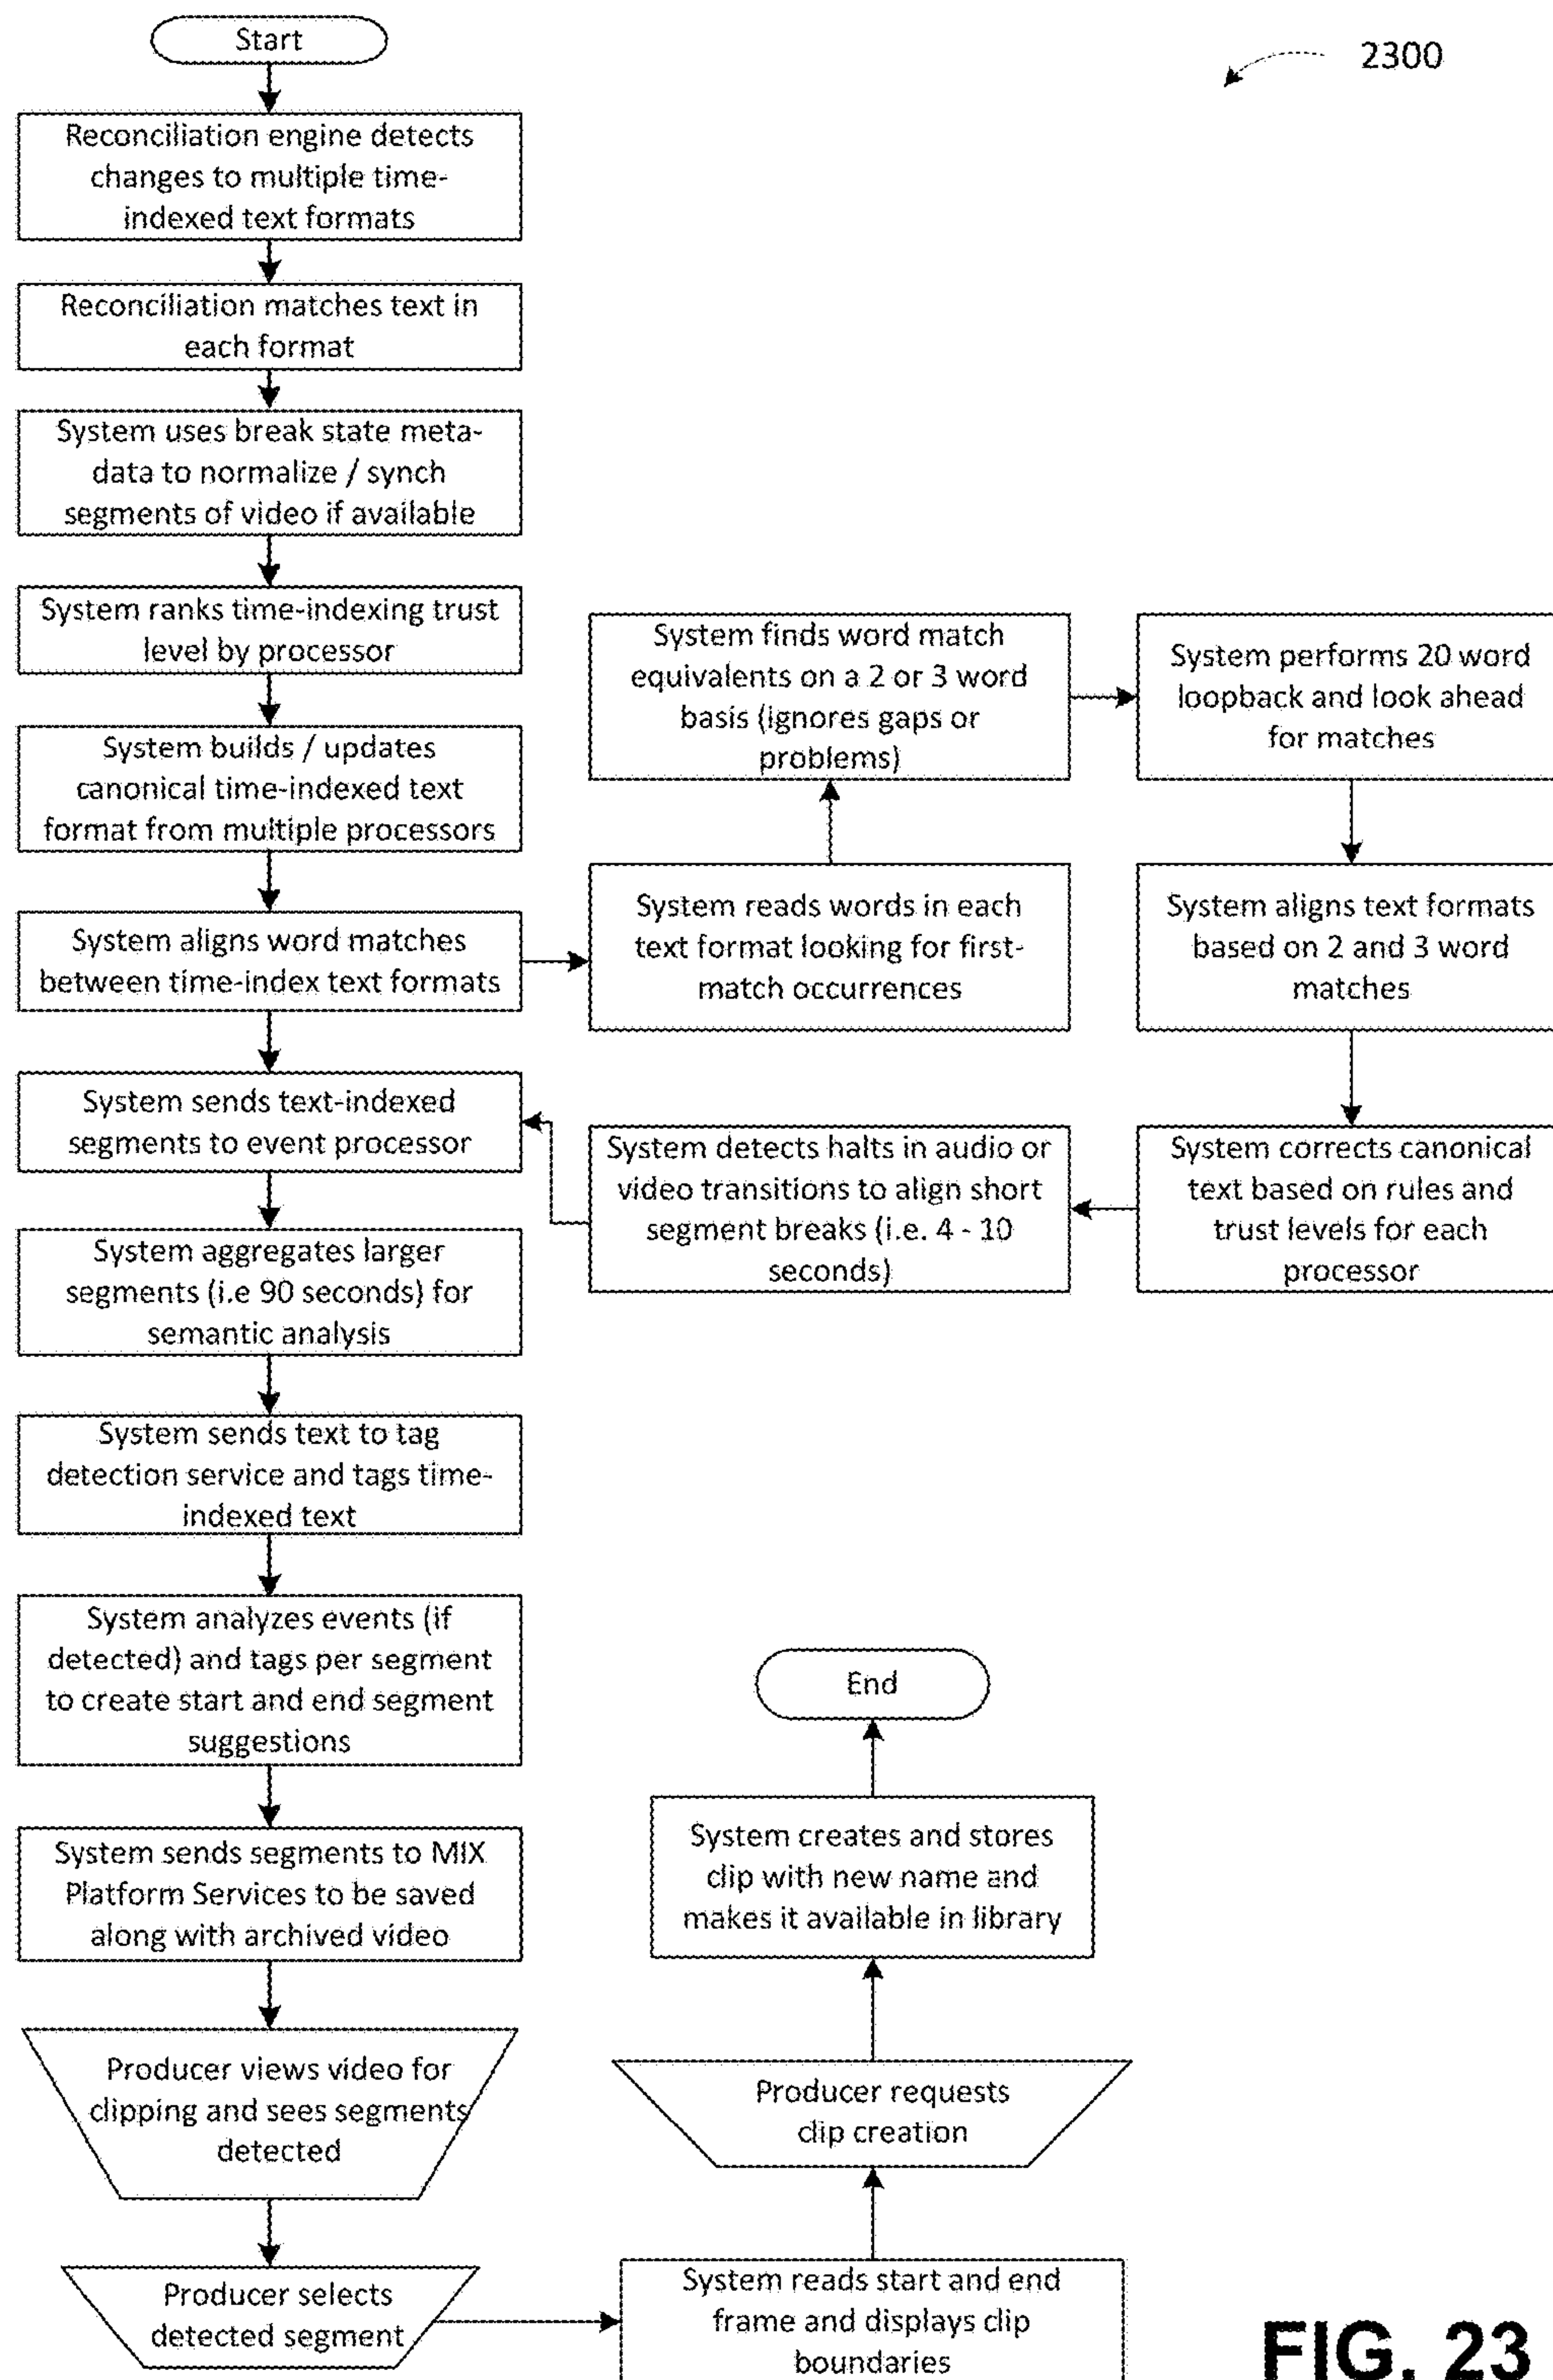 Start
2300
Reconciliation engine detects
changes to multiple time-
indexed text formats
Reconciliation matches text in
each format
System uses break state meta-
data to normalize / synch
segments of video if available
System ranks time-indexing trust
level by processor
System builds / updates
canonical time-indexed text
format from multiple processors
System aligns word matches
between time-index text formats
System reads words in each
text format looking for first-
match occurrences
System finds word match
equivalents on a 2 or 3 word
basis (ignores gaps or
problems)
System performs 20 word
loopback and look ahead
for matches
System aligns text formats
based on 2 and 3 word
matches
System corrects canonical
text based on rules and
trust levels for each
processor
System detects halts in audio or
video transitions to align short
segment breaks (i.e. 4 - 10
seconds)
System sends text-indexed
segments to event processor
System aggregates larger
segments (i.e 90 seconds) for
semantic analysis
System sends text to tag
detection service and tags time-
indexed text
System analyzes events (if
detected) and tags per segment
to create start and end segment
suggestions
System sends segments to MIX
Platform Services to be saved
along with archived video
Producer views video for
clipping and sees segments
detected
Producer selects
detected segment
System reads start and end
frame and displays clip
boundaries
Producer requests
clip creation
System creates and stores
clip with new name and
makes it available in library
End
FIG. 23